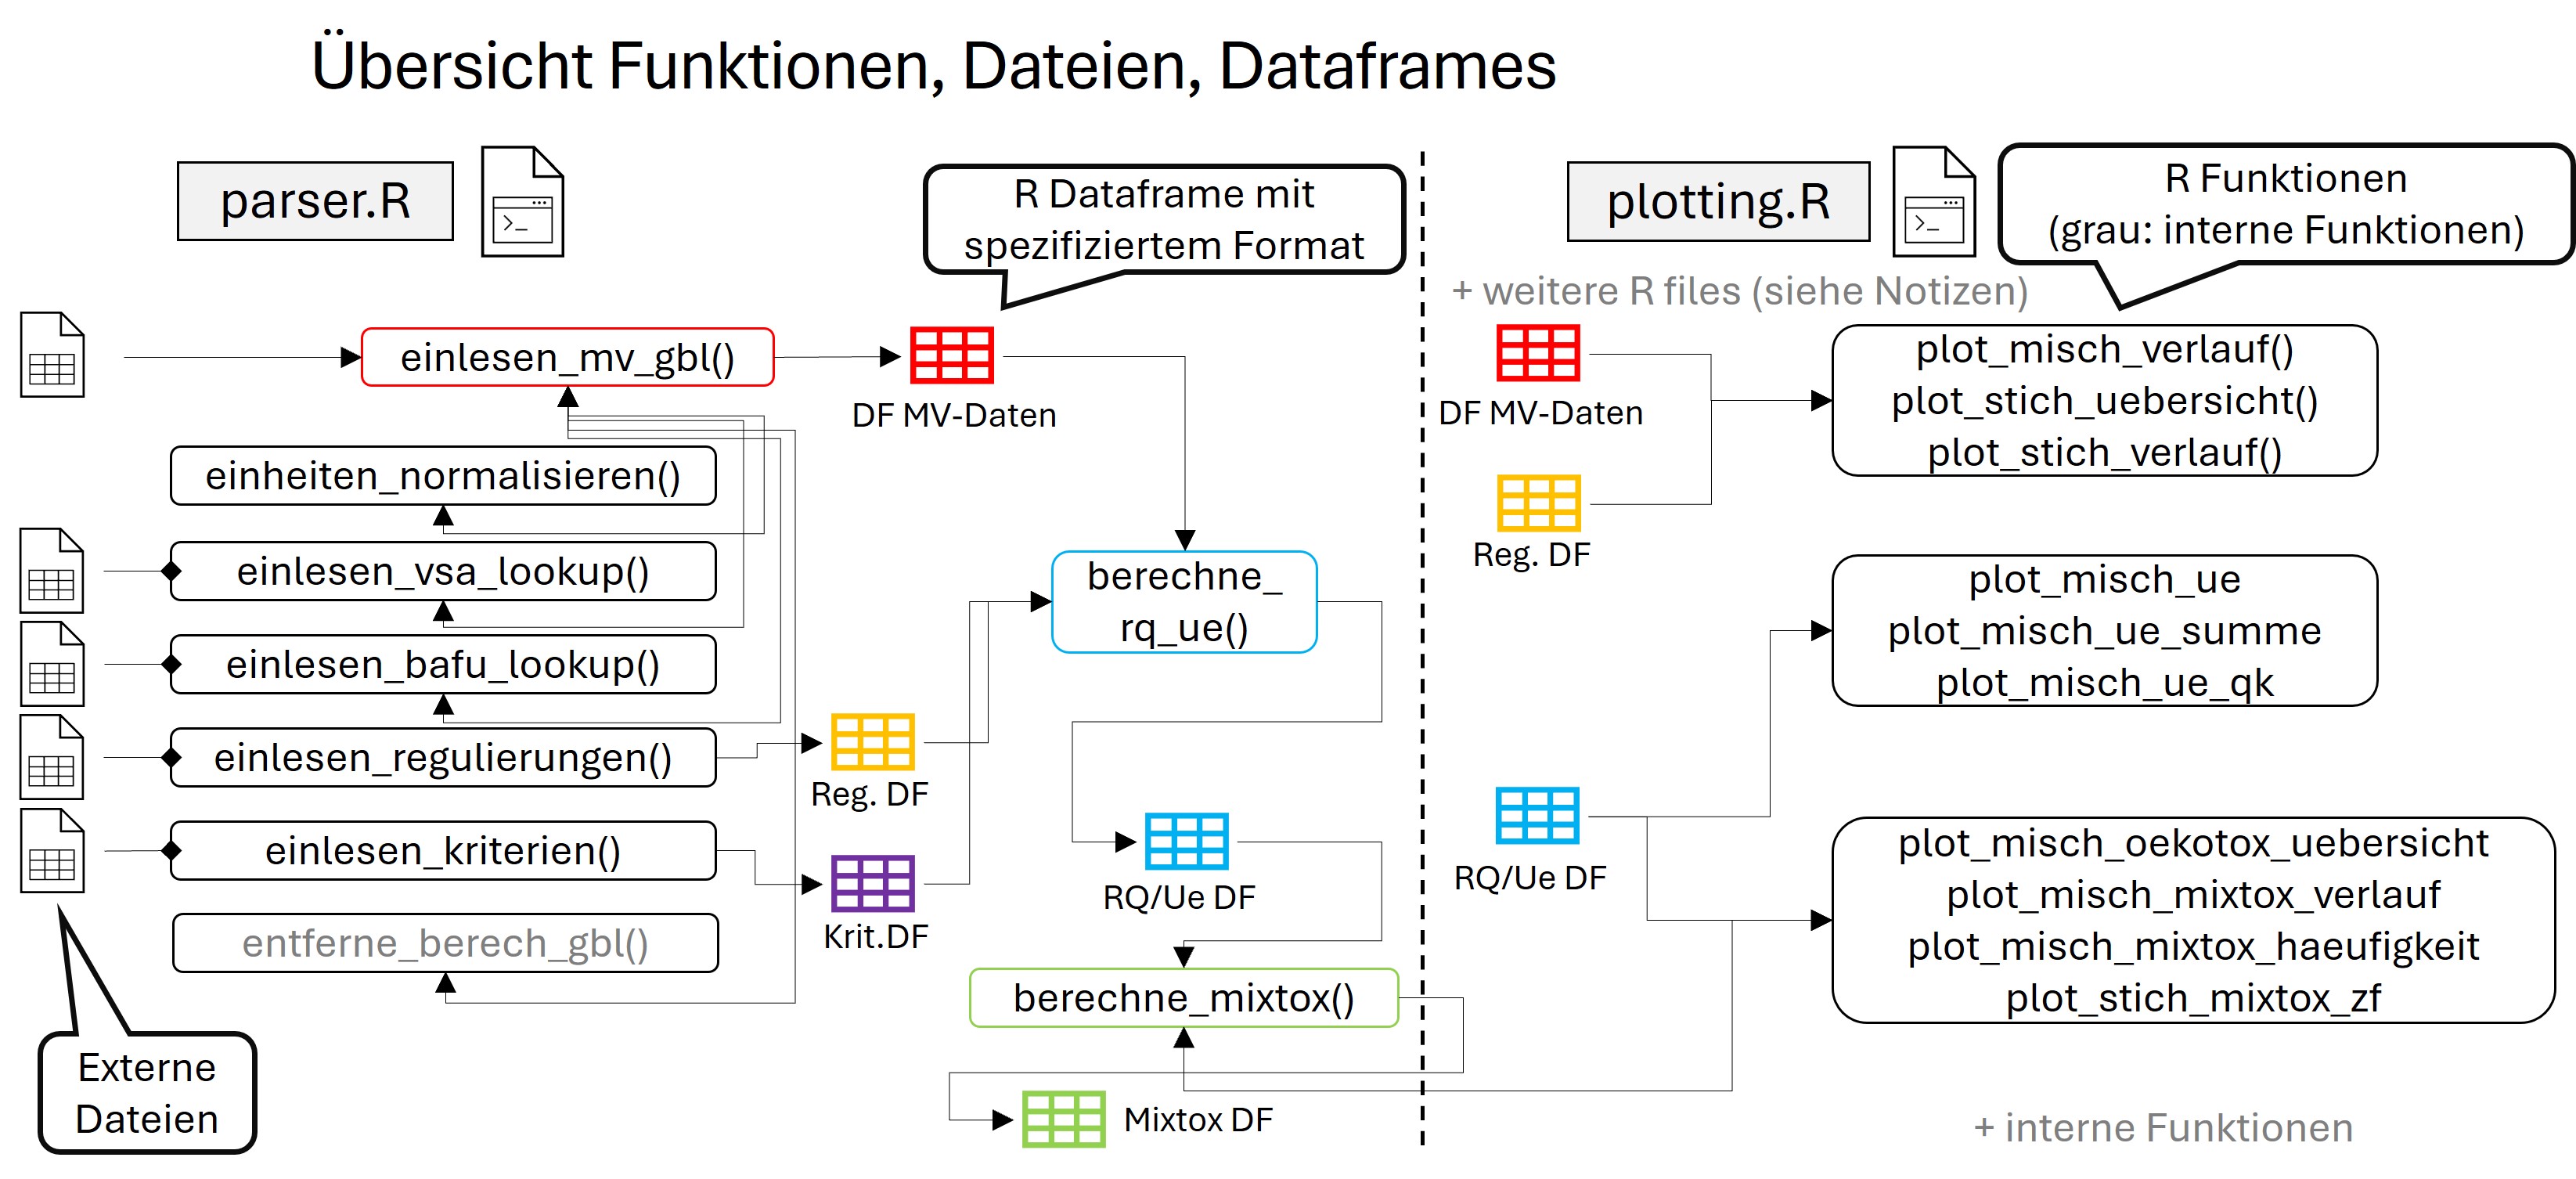 Übersicht Funktionen, Dateien, Dataframes
parser.R
R Dataframe mit
spezifiziertem Format
plotting.R
R Funktionen
(grau: interne Funktionen)
+ weitere R files (siehe Notizen)
einlesen_mv_gbl()
DF MV-Daten
einheiten_normalisieren()
einlesen_vsa_lookup()
einlesen_bafu_lookup()
einlesen_regulierungen()
einlesen_kriterien()
entferne_berech_gbl()
Externe
Dateien
Reg. DF
Krit.DF
berechne_
rq_ue()
RQ/Ue DF
berechne_mixtox()
Mixtox DF
DF MV-Daten
Reg. DF
plot_misch_verlauf()
plot_stich_uebersicht()
plot_stich_verlauf()
plot_misch_ue
plot_misch_ue_summe
plot_misch_ue_qk
RQ/Ue DF
plot_misch_oekotox_uebersicht
plot_misch_mixtox_verlauf
plot_misch_mixtox_haeufigkeit
plot_stich_mixtox_zf
+ interne Funktionen